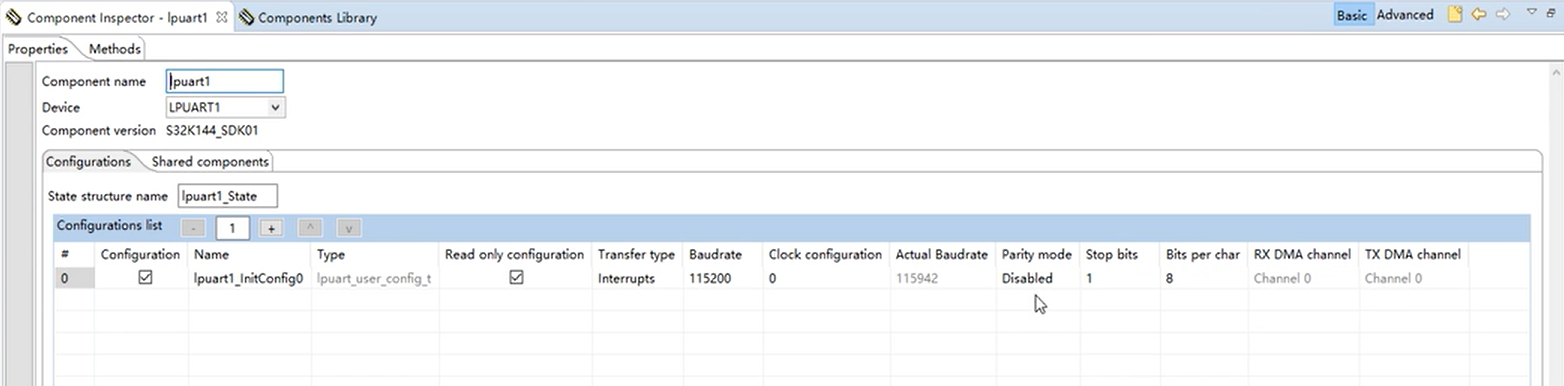 Component Inspector - lpuart1 Components Library Basic Advanced
Properties Methods
Component name lpuart1
Device LPUART1
Component version S32K144_SDK01
Configurations Shared components
State structure name lpuart1_State
Configurations list - 1 + ^ v
# Configuration Name Type Read only configuration Transfer type Baudrate Clock configuration Actual Baudrate Parity mode Stop bits Bits per char RX DMA channel TX DMA channel
0 lpuart1_InitConfig0 lpuart_user_config_t Interrupts 115200 0 115942 Disabled 1 8 Channel 0 Channel 0